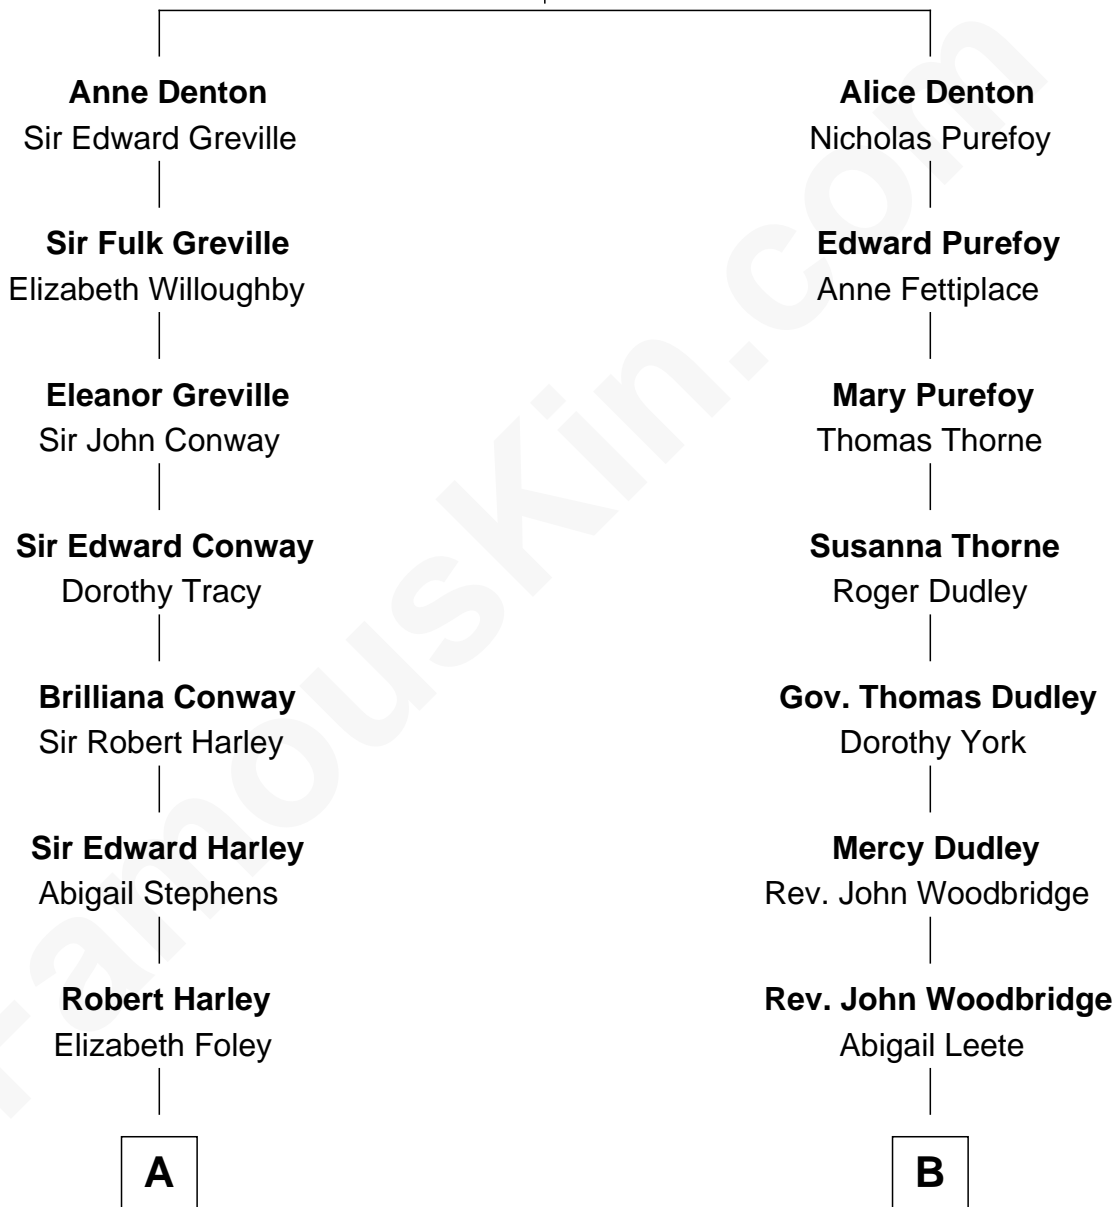 Anne Denton
Sir Edward Greville
Sir Fulk Greville
Elizabeth Willoughby
Eleanor Greville
Sir John Conway
Sir Edward Conway
Dorothy Tracy
Brilliana Conway
Sir Robert Harley
Sir Edward Harley
Abigail Stephens
Robert Harley
Elizabeth Foley
A
Alice Denton
Nicholas Purefoy
Edward Purefoy
Anne Fettiplace
Mary Purefoy
Thomas Thorne
Susanna Thorne
Roger Dudley
Gov. Thomas Dudley
Dorothy York
Mercy Dudley
Rev. John Woodbridge
Rev. John Woodbridge
Abigail Leete
B
FamousKin.com